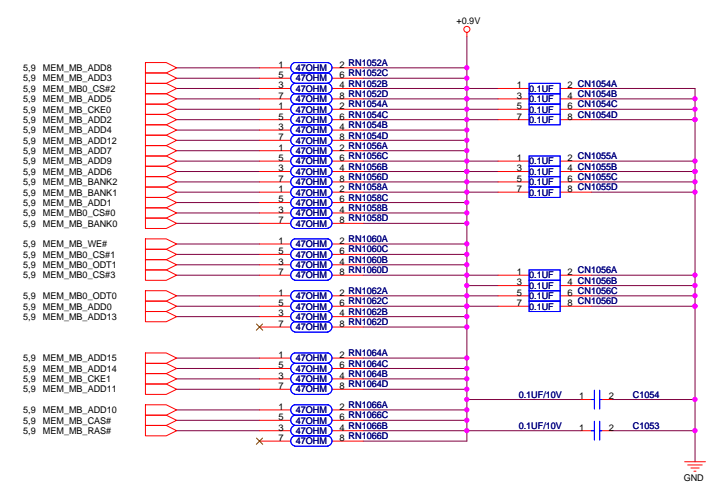 +0.9V
5,9 MEM_MB_ADD8 1 47OHM 2 RN1052A
5,9 MEM_MB_ADD3 5 47OHM 6 RN1052C
5,9 MEM_MB0_CS#2 3 47OHM 4 RN1052B 1 0.1UF 2 CN1054A
5,9 MEM_MB_ADD5 7 47OHM 8 RN1052D 3 0.1UF 4 CN1054B
5,9 MEM_MB_CKE0 1 47OHM 2 RN1054A 5 0.1UF 6 CN1054C
5,9 MEM_MB_ADD2 5 47OHM 6 RN1054C 7 0.1UF 8 CN1054D
5,9 MEM_MB_ADD4 3 47OHM 4 RN1054B
5,9 MEM_MB_ADD12 7 47OHM 8 RN1054D
5,9 MEM_MB_ADD7 1 47OHM 2 RN1056A
5,9 MEM_MB_ADD9 5 47OHM 6 RN1056C 1 0.1UF 2 CN1055A
5,9 MEM_MB_ADD6 3 47OHM 4 RN1056B 3 0.1UF 4 CN1055B
5,9 MEM_MB_BANK2 7 47OHM 8 RN1056D 5 0.1UF 6 CN1055C
5,9 MEM_MB_BANK1 1 47OHM 2 RN1058A 7 0.1UF 8 CN1055D
5,9 MEM_MB_ADD1 5 47OHM 6 RN1058C
5,9 MEM_MB0_CS#0 3 47OHM 4 RN1058B
5,9 MEM_MB_BANK0 7 47OHM 8 RN1058D
5,9 MEM_MB_WE# 1 47OHM 2 RN1060A
5,9 MEM_MB0_CS#1 5 47OHM 6 RN1060C
5,9 MEM_MB0_ODT1 3 47OHM 4 RN1060B
5,9 MEM_MB0_CS#3 7 47OHM 8 RN1060D 1 0.1UF 2 CN1056A
3 0.1UF 4 CN1056B
5,9 MEM_MB0_ODT0 1 47OHM 2 RN1062A 5 0.1UF 6 CN1056C
5,9 MEM_MB_ADD0 5 47OHM 6 RN1062C 7 0.1UF 8 CN1056D
5,9 MEM_MB_ADD13 3 47OHM 4 RN1062B
7 47OHM 8 RN1062D
5,9 MEM_MB_ADD15 1 47OHM 2 RN1064A
5,9 MEM_MB_ADD14 5 47OHM 6 RN1064C
5,9 MEM_MB_CKE1 3 47OHM 4 RN1064B
5,9 MEM_MB_ADD11 7 47OHM 8 RN1064D
0.1UF/10V 1 2 C1054
5,9 MEM_MB_ADD10 1 47OHM 2 RN1066A
5,9 MEM_MB_CAS# 5 47OHM 6 RN1066C
5,9 MEM_MB_RAS# 3 47OHM 4 RN1066B 0.1UF/10V 1 2 C1053
7 47OHM 8 RN1066D
GND